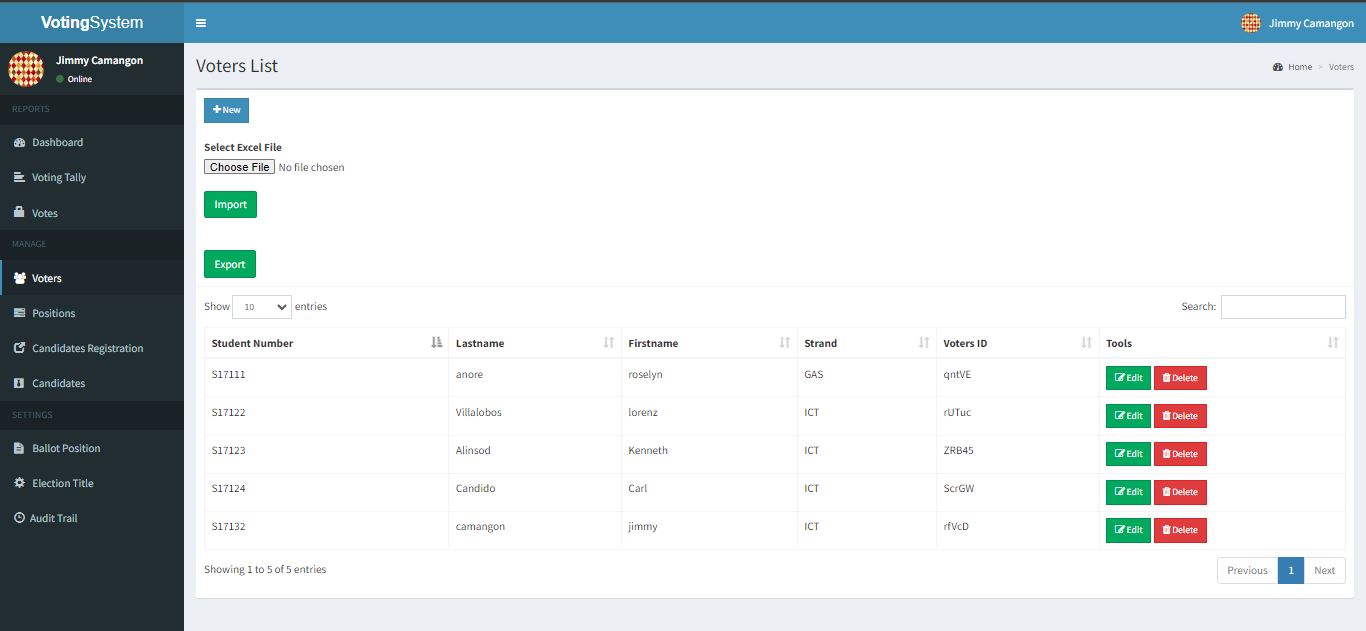 VotingSystem
Jimmy Camangon
Jimmy Camangon
Online
REPORTS
Dashboard
Voting Tally
Votes
MANAGE
Voters
Positions
Candidates Registration
Candidates
SETTINGS
Ballot Position
Election Title
Audit Trail
Voters List
Home > Voters
New
Select Excel File
Choose File No file chosen
Import
Export
Show 10 entries
Search:
Student Number Lastname Firstname Strand Voters ID Tools
S17111 anore roselyn GAS qntVE Edit Delete
S17122 Villalobos lorenz ICT rUTuc Edit Delete
S17123 Alinsod Kenneth ICT ZRB45 Edit Delete
S17124 Candido Carl ICT ScrGW Edit Delete
S17132 camangon jimmy ICT rfVcD Edit Delete
Showing 1 to 5 of 5 entries
Previous 1 Next